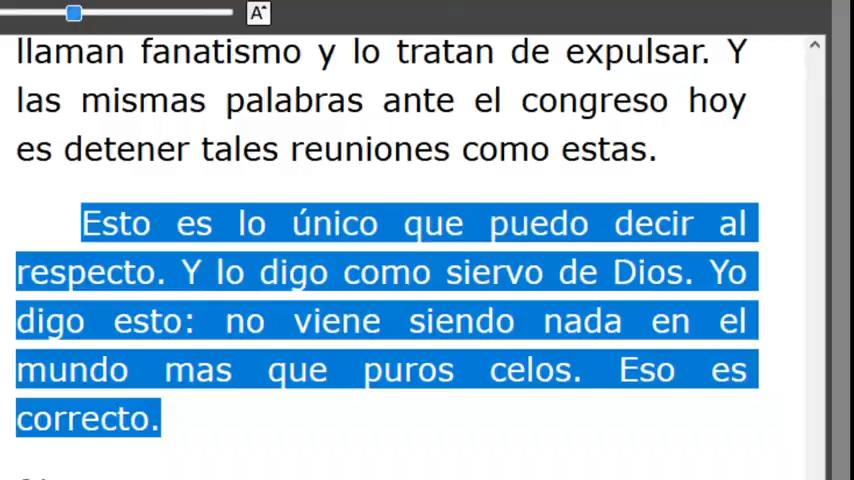 A
llaman fanatismo y lo tratan de expulsar. Y
las mismas palabras ante el congreso hoy
es detener tales reuniones como estas.
Esto es lo único que puedo decir al
respecto. Y lo digo como siervo de Dios. Yo
digo esto: no viene siendo nada en el
mundo mas que puros celos. Eso es
correcto.